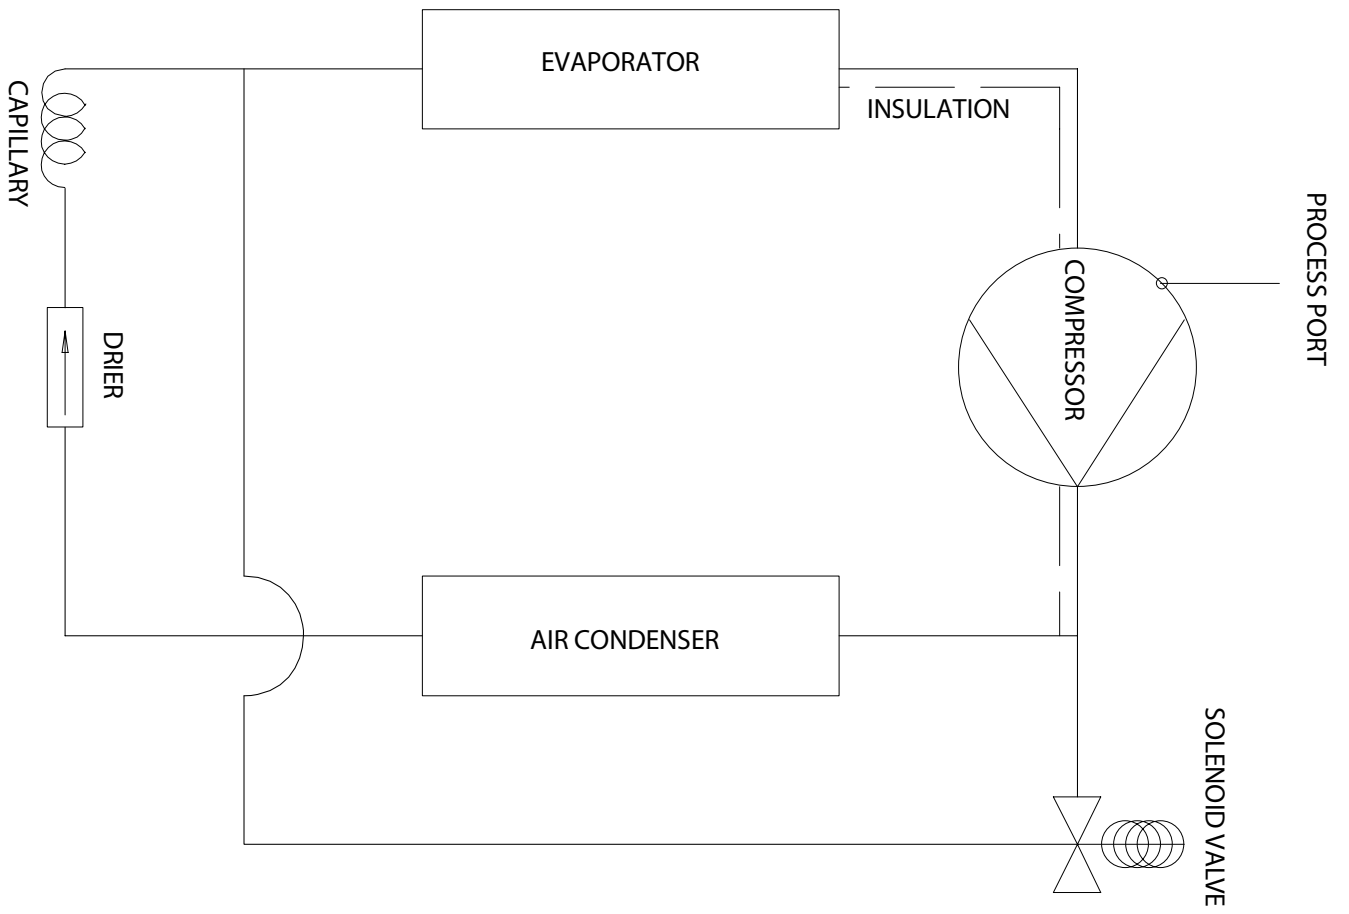 EVAPORATOR
INSULATION
CAPILLARY
PROCESS PORT
COMPRESSOR
DRIER
AIR CONDENSER
SOLENOID VALVE